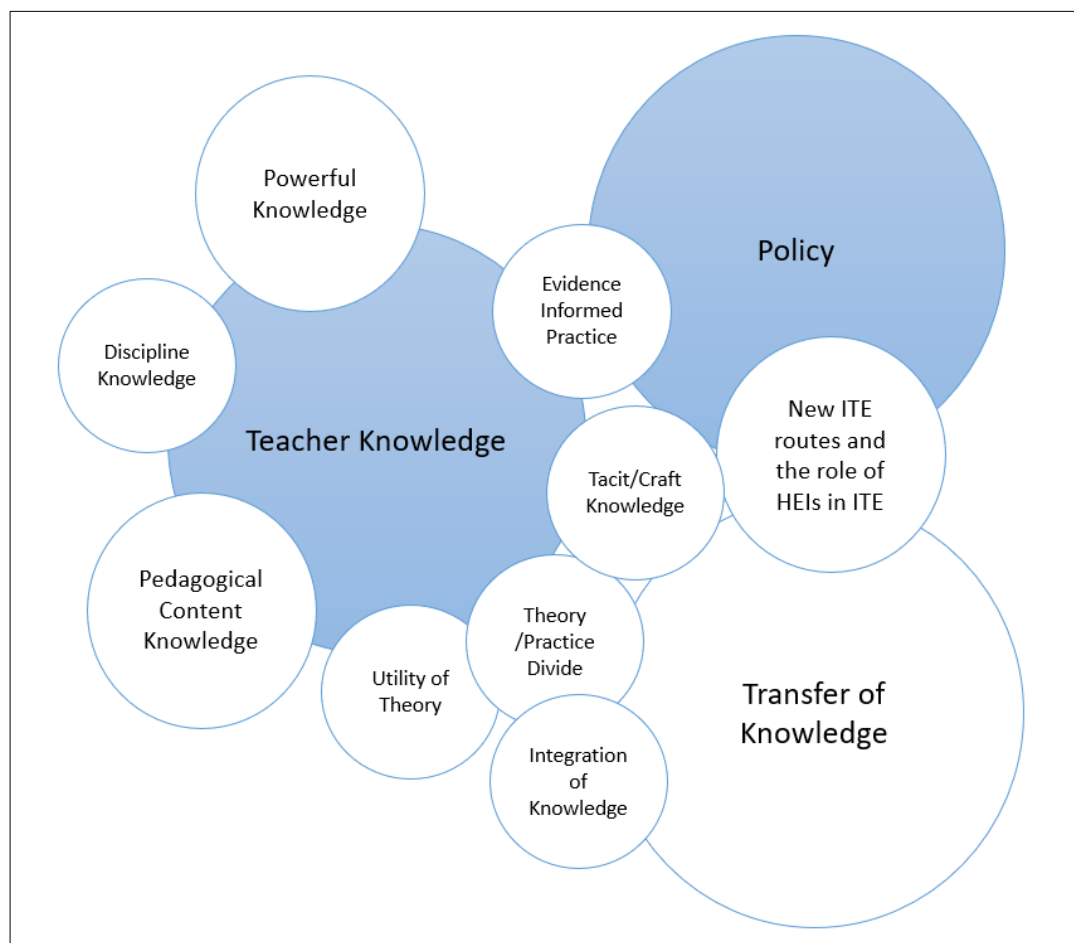 Powerful
Knowledge
Policy
Evidence
Informed
Practice
Discipline
Knowledge
Teacher Knowledge
New ITE
routes and
the role of
HEIs in ITE
Tacit/Craft
Knowledge
Pedagogical
Content
Knowledge
Theory
/Practice
Divide
Utility of
Theory
Transfer of
Knowledge
Integration
of
Knowledge